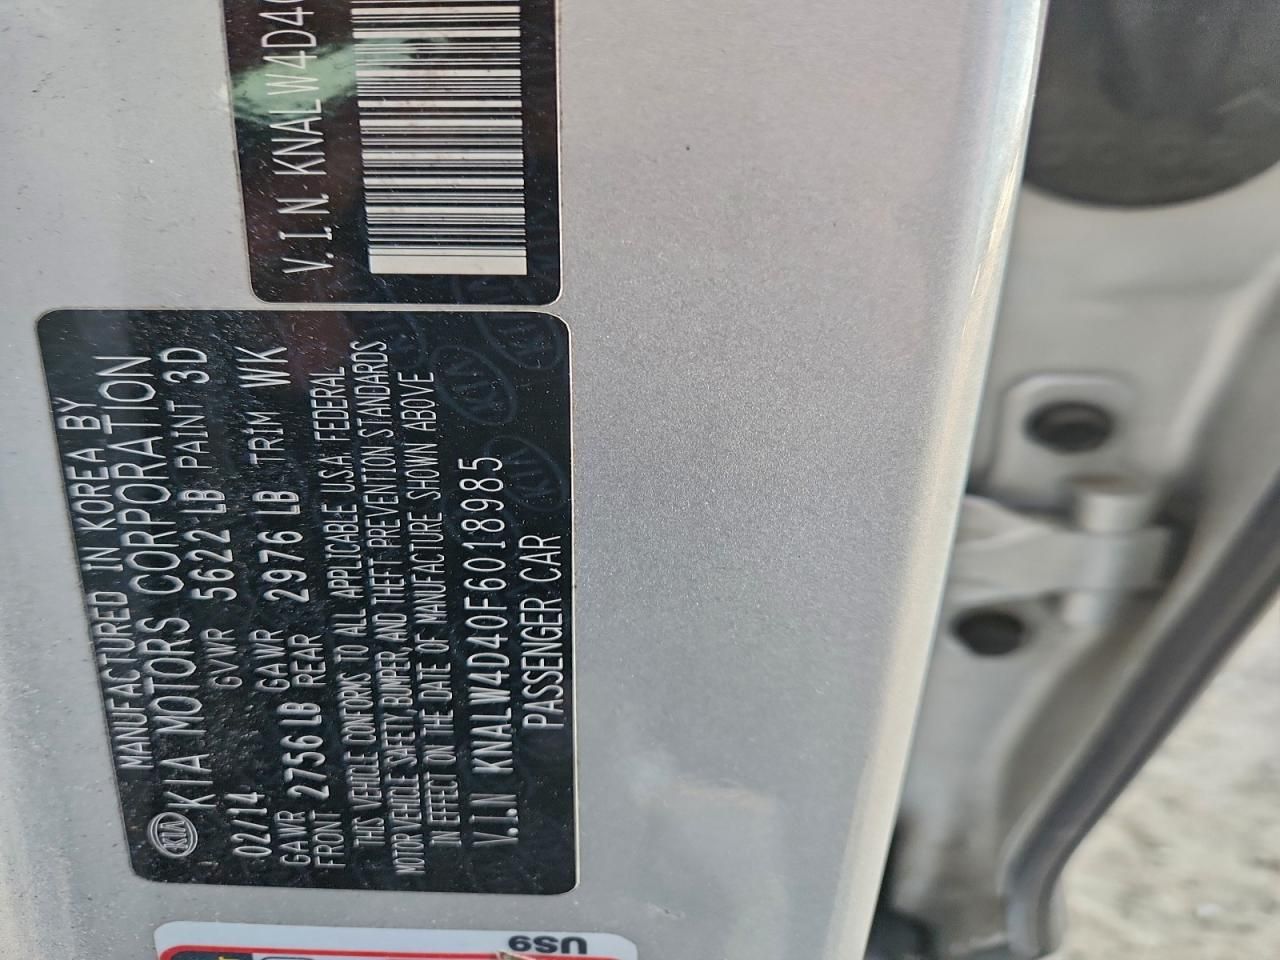 V.I.N. KNALW4D4
MANUFACTURED IN KOREA BY
KIA KIA MOTORS CORPORATION
02/14 GVWR 5622 LB PAINT 3D
GAWR FRONT 2756 LB GAWR REAR 2976 LB TRIM WK
THIS VEHICLE CONFORMS TO ALL APPLICABLE U.S.A. FEDERAL
MOTOR VEHICLE SAFETY, BUMPER, AND THEFT PREVENTION STANDARDS
IN EFFECT ON THE DATE OF MANUFACTURE SHOWN ABOVE
V.I.N KNALW4D40F6018985
PASSENGER CAR
US9